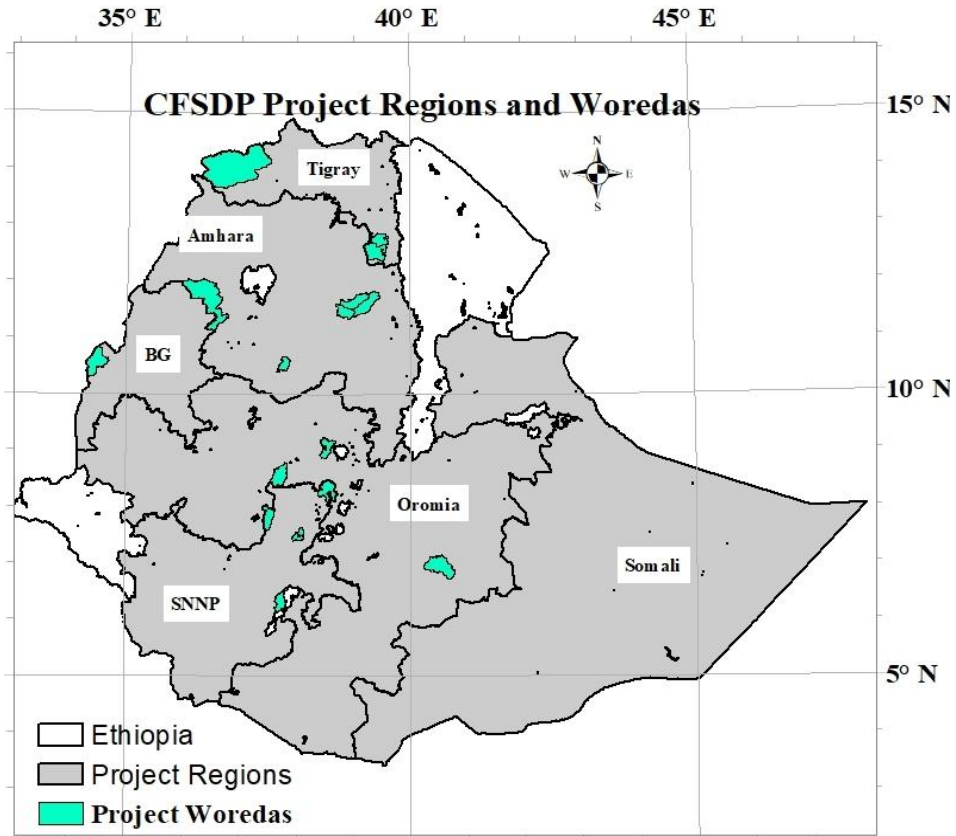 35° E 40° E 45° E
15° N
CFSDP Project Regions and Woredas
N
W E
S
Tigray
Amhara
BG
10° N
Oromia
Somali
SNNP
5° N
Ethiopia
Project Regions
Project Woredas